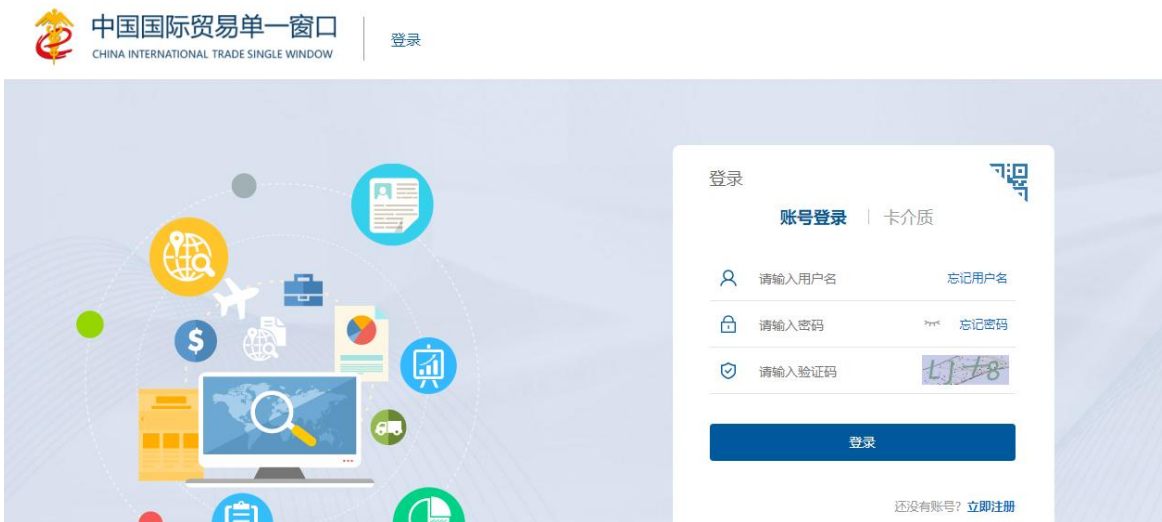 中国国际贸易单一窗口
CHINA INTERNATIONAL TRADE SINGLE WINDOW
登录
登录
账号登录
卡介质
请输入用户名
忘记用户名
请输入密码
忘记密码
请输入验证码
登录
还没有账号? 立即注册